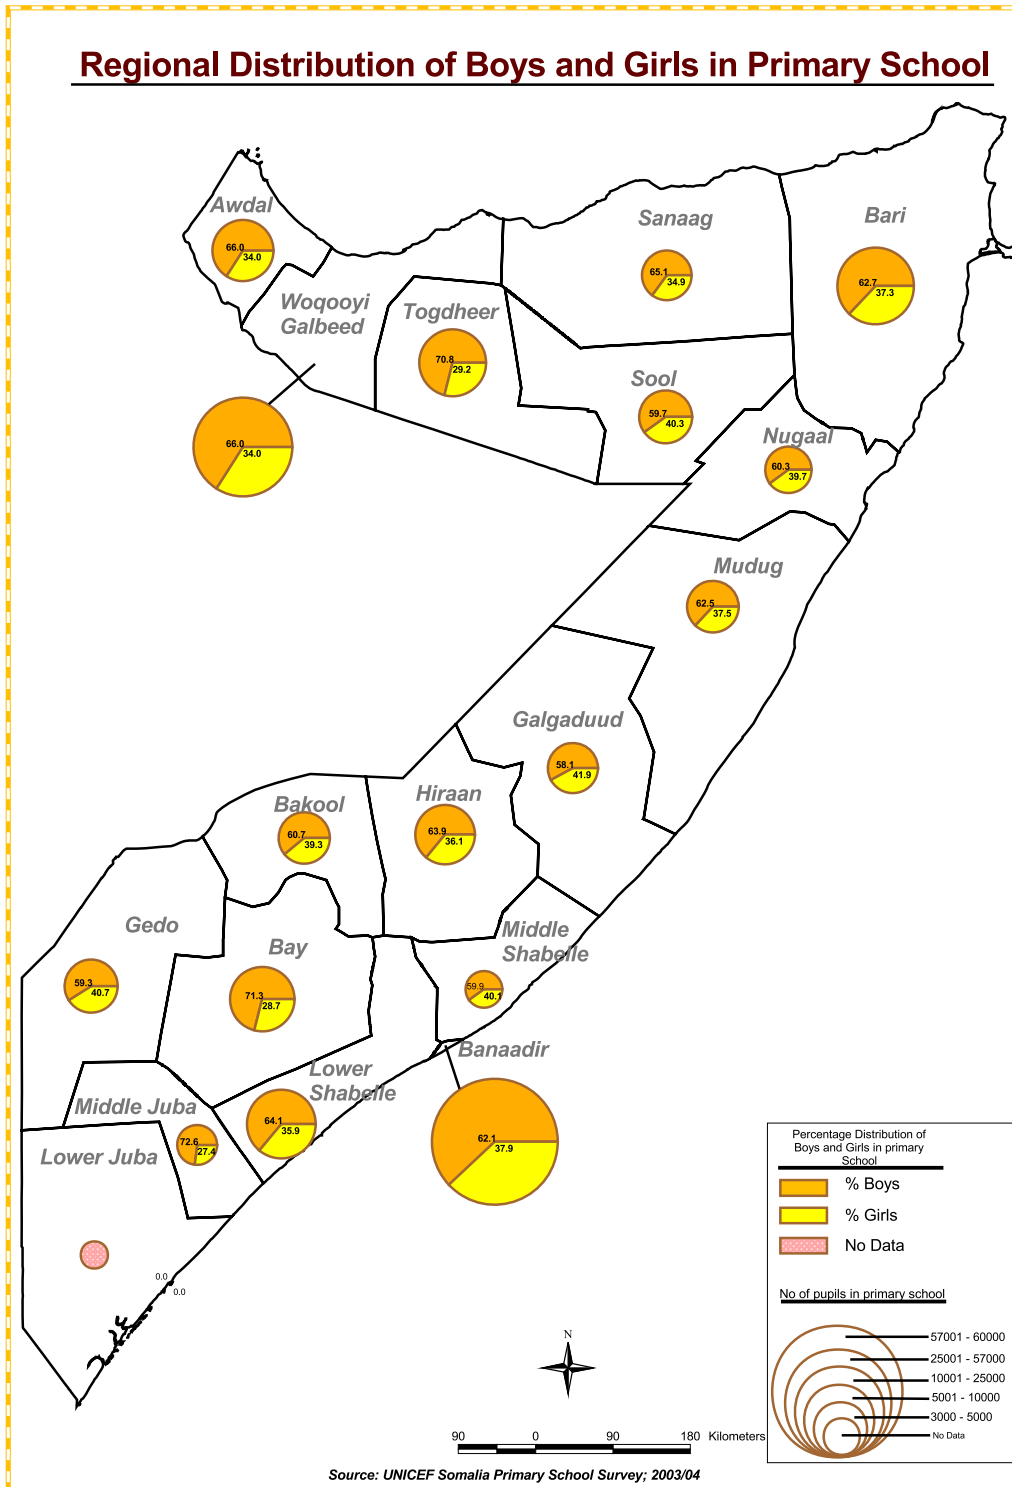 Regional Distribution of Boys and Girls in Primary School
Awdal
66.0
34.0
Woqooyi
Galbeed
66.0
34.0
Togdheer
70.8
29.2
Sanaag
65.1
34.9
Bari
62.7
37.3
Sool
59.7
40.3
Nugaal
60.3
39.7
Mudug
62.5
37.5
Galgaduud
58.1
41.9
Hiraan
63.9
36.1
Bakool
60.7
39.3
Gedo
59.3
40.7
Bay
71.3
28.7
Middle
Shabelle
59.9
40.1
Banaadir
62.1
37.9
Lower
Shabelle
64.1
35.9
Middle Juba
72.6
27.4
Lower Juba
0.0
0.0
Percentage Distribution of
Boys and Girls in primary
School
% Boys
% Girls
No Data
No of pupils in primary school
57001 - 60000
25001 - 57000
10001 - 25000
5001 - 10000
3000 - 5000
No Data
N
90 0 90 180 Kilometers
Source: UNICEF Somalia Primary School Survey; 2003/04